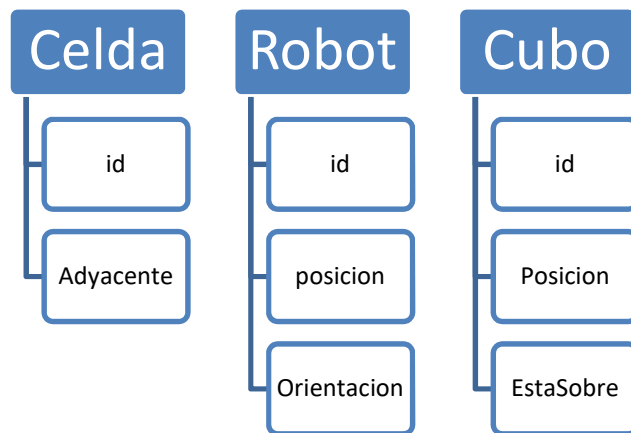 Celda
id
Adyacente
Robot
id
posicion
Orientacion
Cubo
id
Posicion
EstaSobre